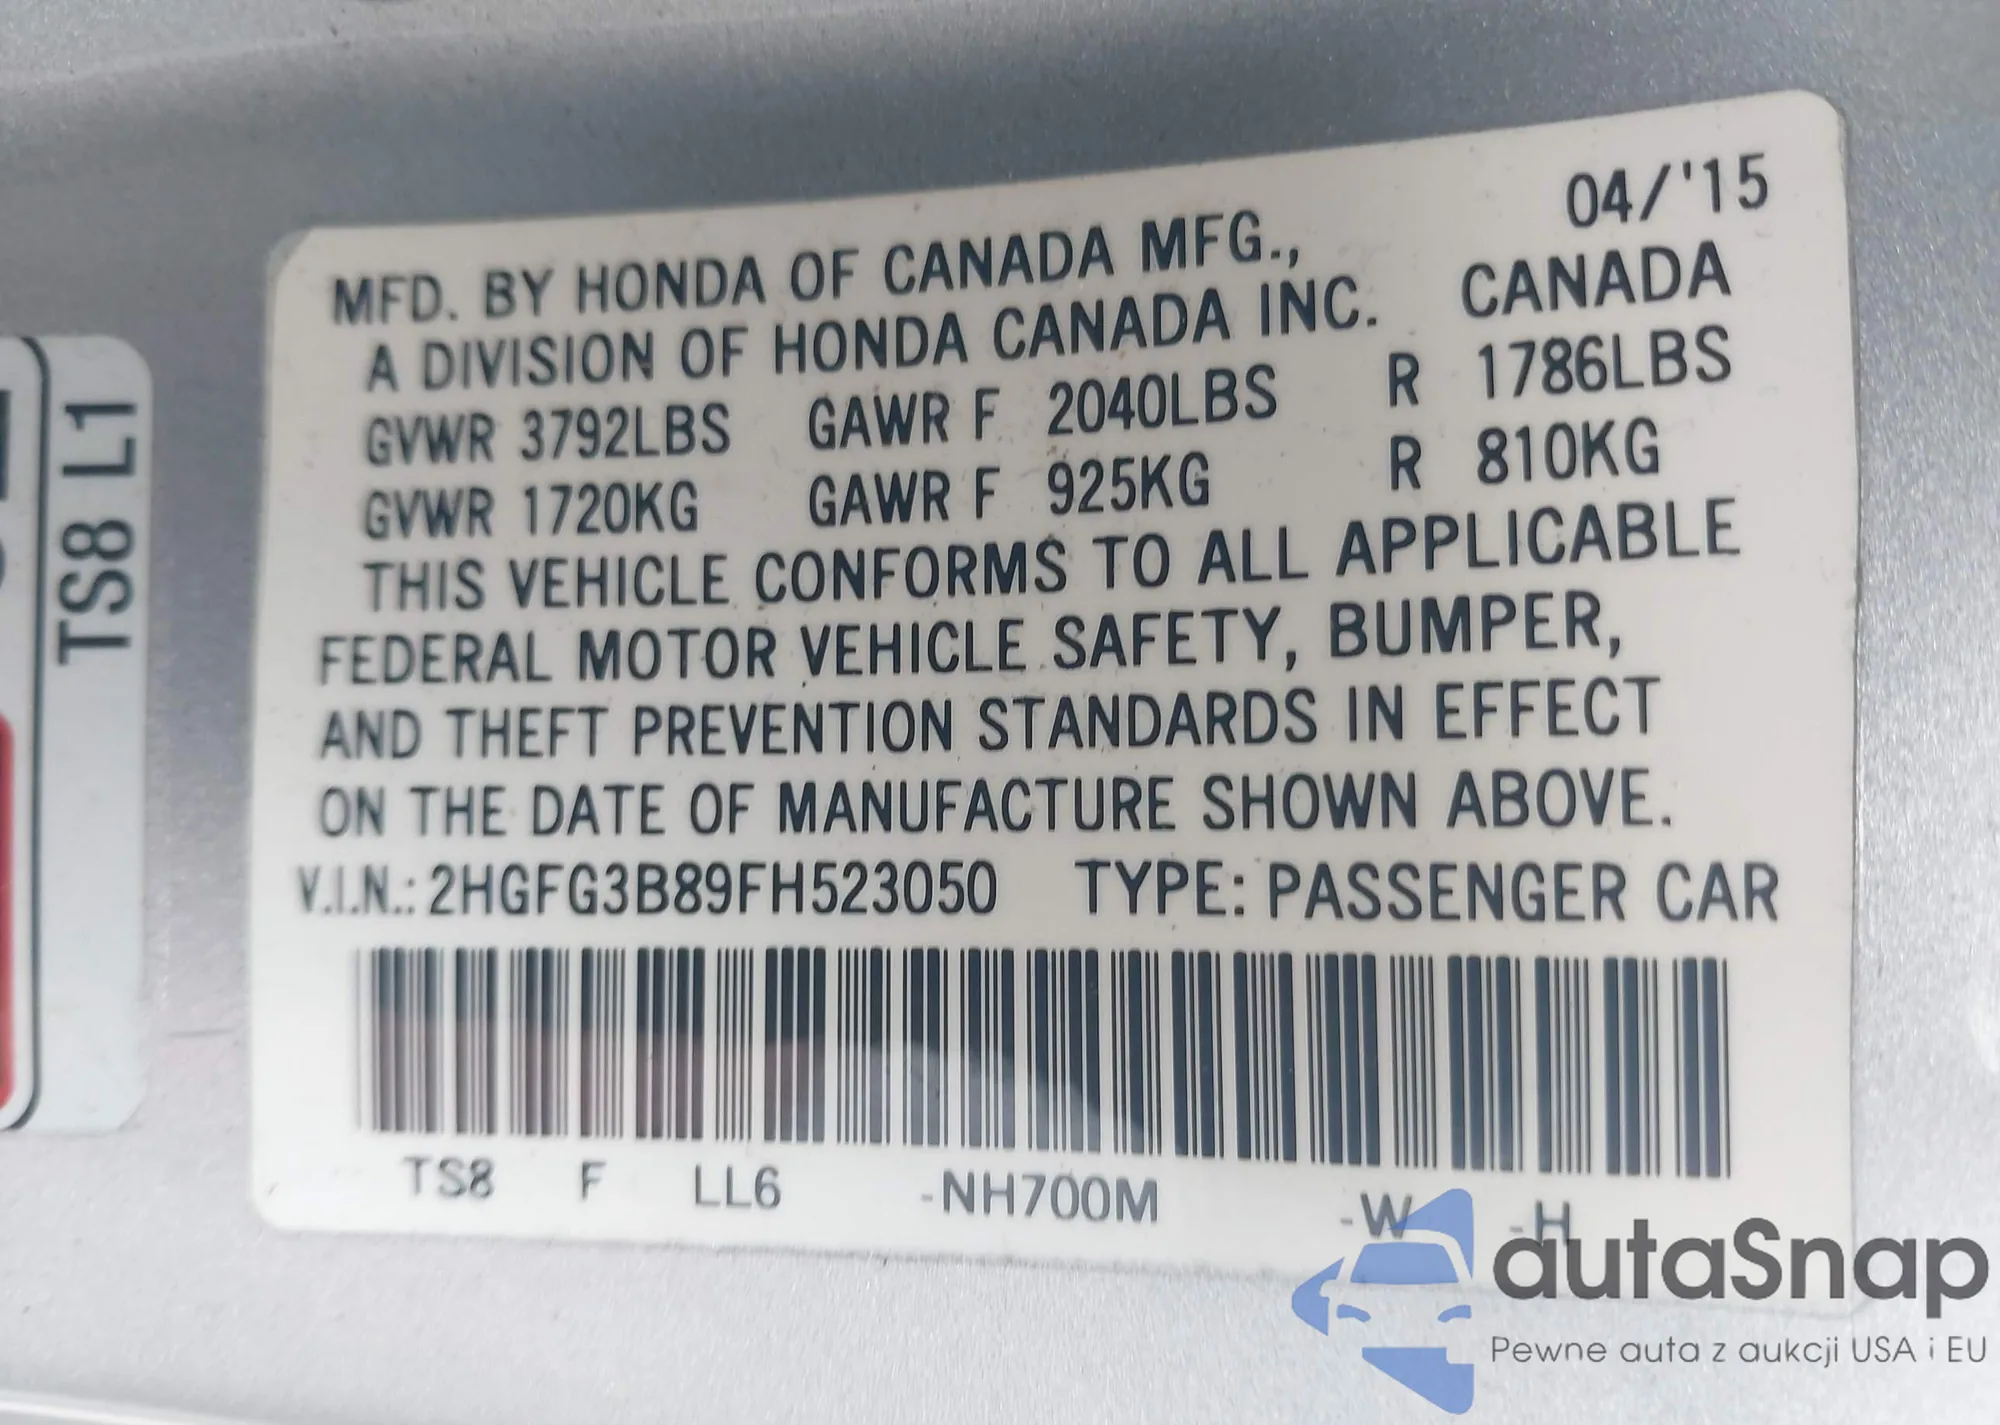 04/'15
MFD. BY HONDA OF CANADA MFG.,
A DIVISION OF HONDA CANADA INC. CANADA
GVWR 3792LBS GAWR F 2040LBS R 1786LBS
GVWR 1720KG GAWR F 925KG R 810KG
THIS VEHICLE CONFORMS TO ALL APPLICABLE
FEDERAL MOTOR VEHICLE SAFETY, BUMPER,
AND THEFT PREVENTION STANDARDS IN EFFECT
ON THE DATE OF MANUFACTURE SHOWN ABOVE.
V.I.N.: 2HGFG3B89FH523050 TYPE: PASSENGER CAR
TS8 F LL6 -NH700M -W -H
TS8 L1
autaSnap
Pewne auta z aukcji USA i EU